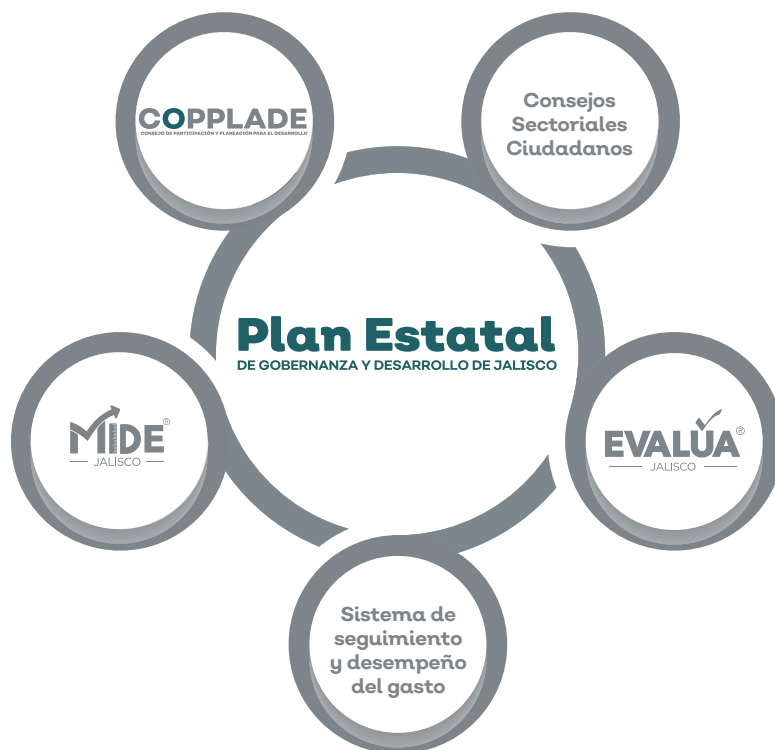 COPPLADE
CONSEJO DE PARTICIPACIÓN Y PLANEACIÓN PARA EL DESARROLLO
Consejos
Sectoriales
Ciudadanos
Plan Estatal
DE GOBERNANZA Y DESARROLLO DE JALISCO
MIDE®
JALISCO
EVALÚA®
JALISCO
Sistema de
seguimiento
y desempeño
del gasto